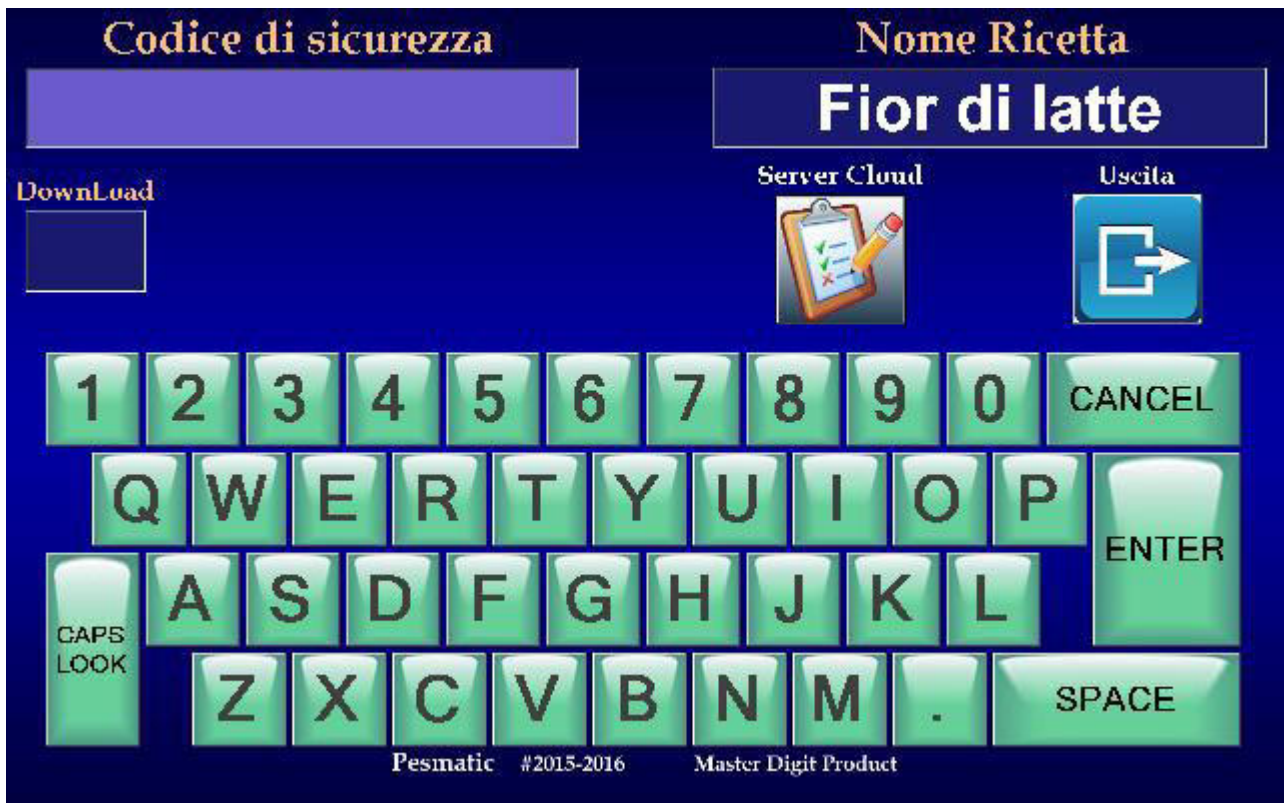 Codice di sicurezza
Nome Ricetta
Fior di latte
DownLoad
Server Cloud
Uscita
1 2 3 4 5 6 7 8 9 0 CANCEL
Q W E R T Y U I O P
ENTER
A S D F G H J K L
CAPS
LOOK
Z X C V B N M . SPACE
Pesmatic #2015-2016 Master Digit Product